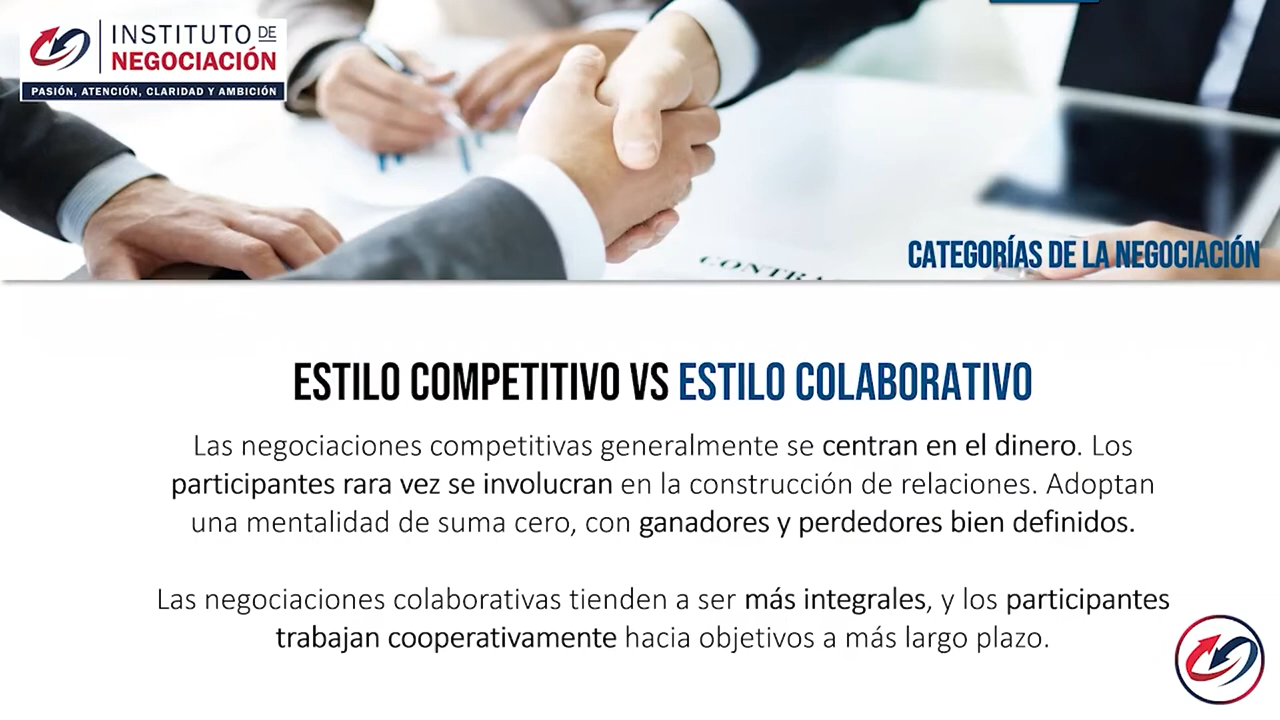 INSTITUTO DE
NEGOCIACIÓN
PASIÓN, ATENCIÓN, CLARIDAD Y AMBICIÓN
CATEGORÍAS DE LA NEGOCIACIÓN
ESTILO COMPETITIVO VS ESTILO COLABORATIVO
Las negociaciones competitivas generalmente se centran en el dinero. Los
participantes rara vez se involucran en la construcción de relaciones. Adoptan
una mentalidad de suma cero, con ganadores y perdedores bien definidos.
Las negociaciones colaborativas tienden a ser más integrales, y los participantes
trabajan cooperativamente hacia objetivos a más largo plazo.